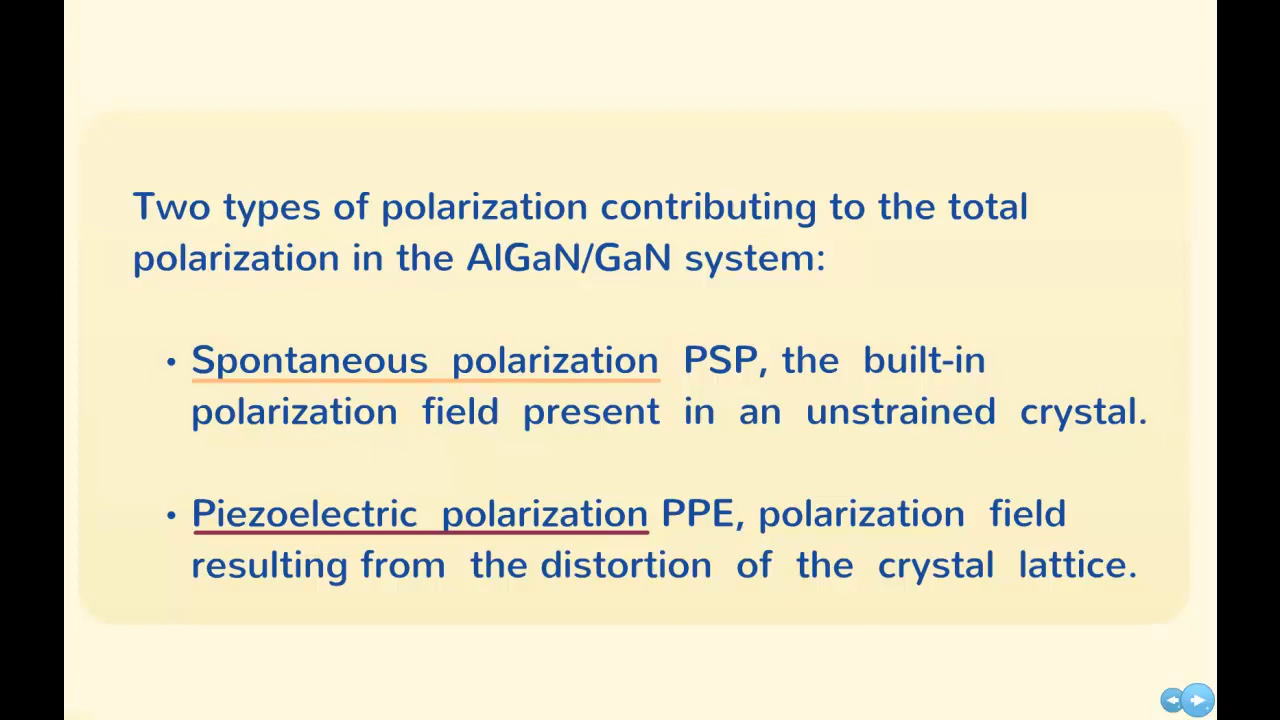 Two types of polarization contributing to the total
polarization in the AlGaN/GaN system:
• Spontaneous polarization PSP, the built-in
polarization field present in an unstrained crystal.
• Piezoelectric polarization PPE, polarization field
resulting from the distortion of the crystal lattice.